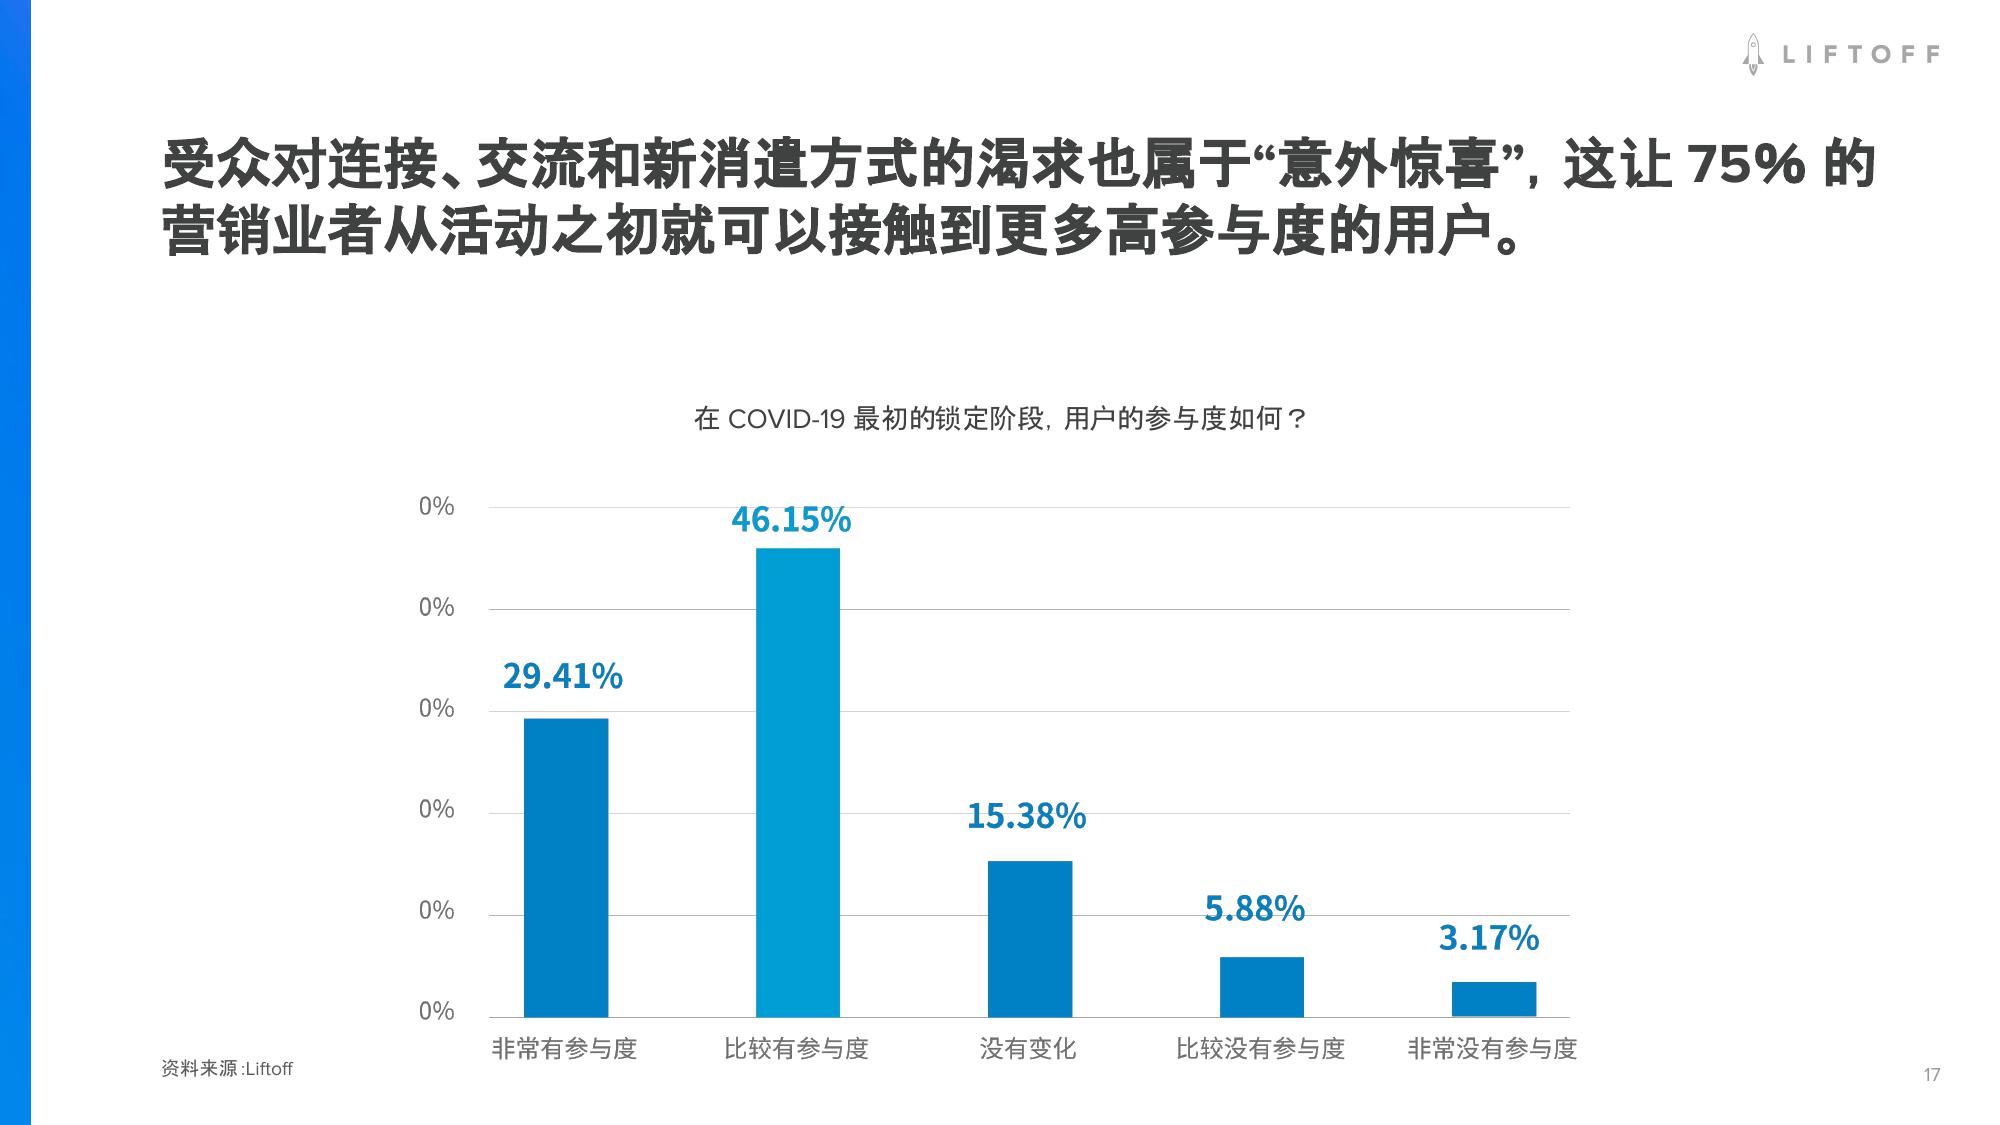 LIFTOFF
受众对连接、交流和新消遣方式的渴求也属于“意外惊喜”，这让 75% 的
营销业者从活动之初就可以接触到更多高参与度的用户。
在 COVID-19 最初的锁定阶段，用户的参与度如何？
0%
0%
0%
0%
0%
0%
29.41%
46.15%
15.38%
5.88%
3.17%
非常有参与度
比较有参与度
没有变化
比较没有参与度
非常没有参与度
资料来源:Liftoff
17